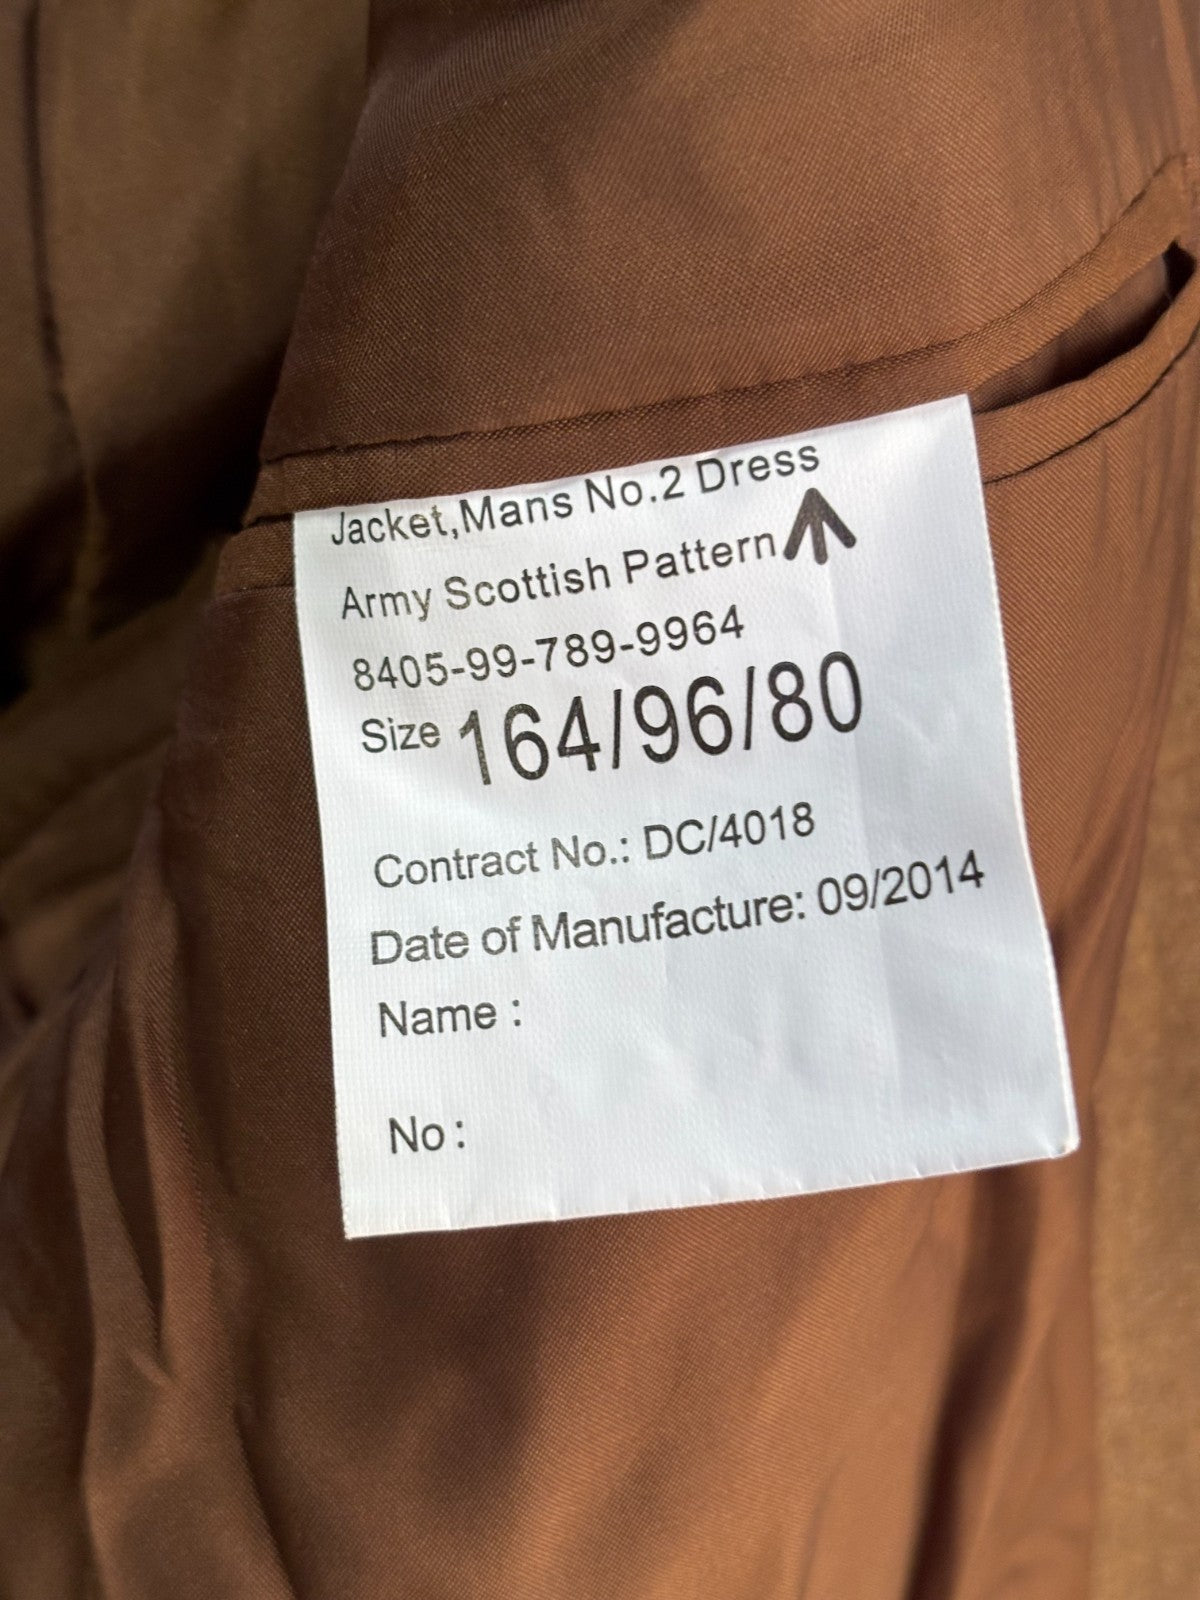 Jacket,Mans No.2 Dress
Army Scottish Pattern
8405-99-789-9964
Size 164/96/80
Contract No.: DC/4018
Date of Manufacture: 09/2014
Name :
No :